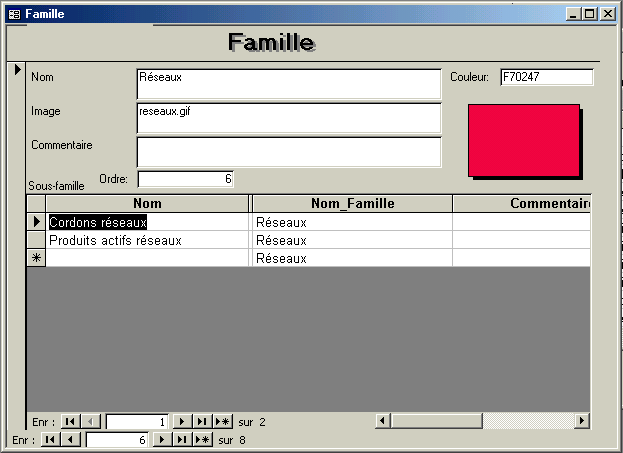 Famille
Famille
Nom Réseaux Couleur: F70247
Image reseaux.gif
Commentaire
Ordre: 6
Sous-famille
Nom Nom_Famille Commentaire
Cordons réseaux Réseaux
Produits actifs réseaux Réseaux
Réseaux
Enr : 1 sur 2
Enr : 6 sur 8